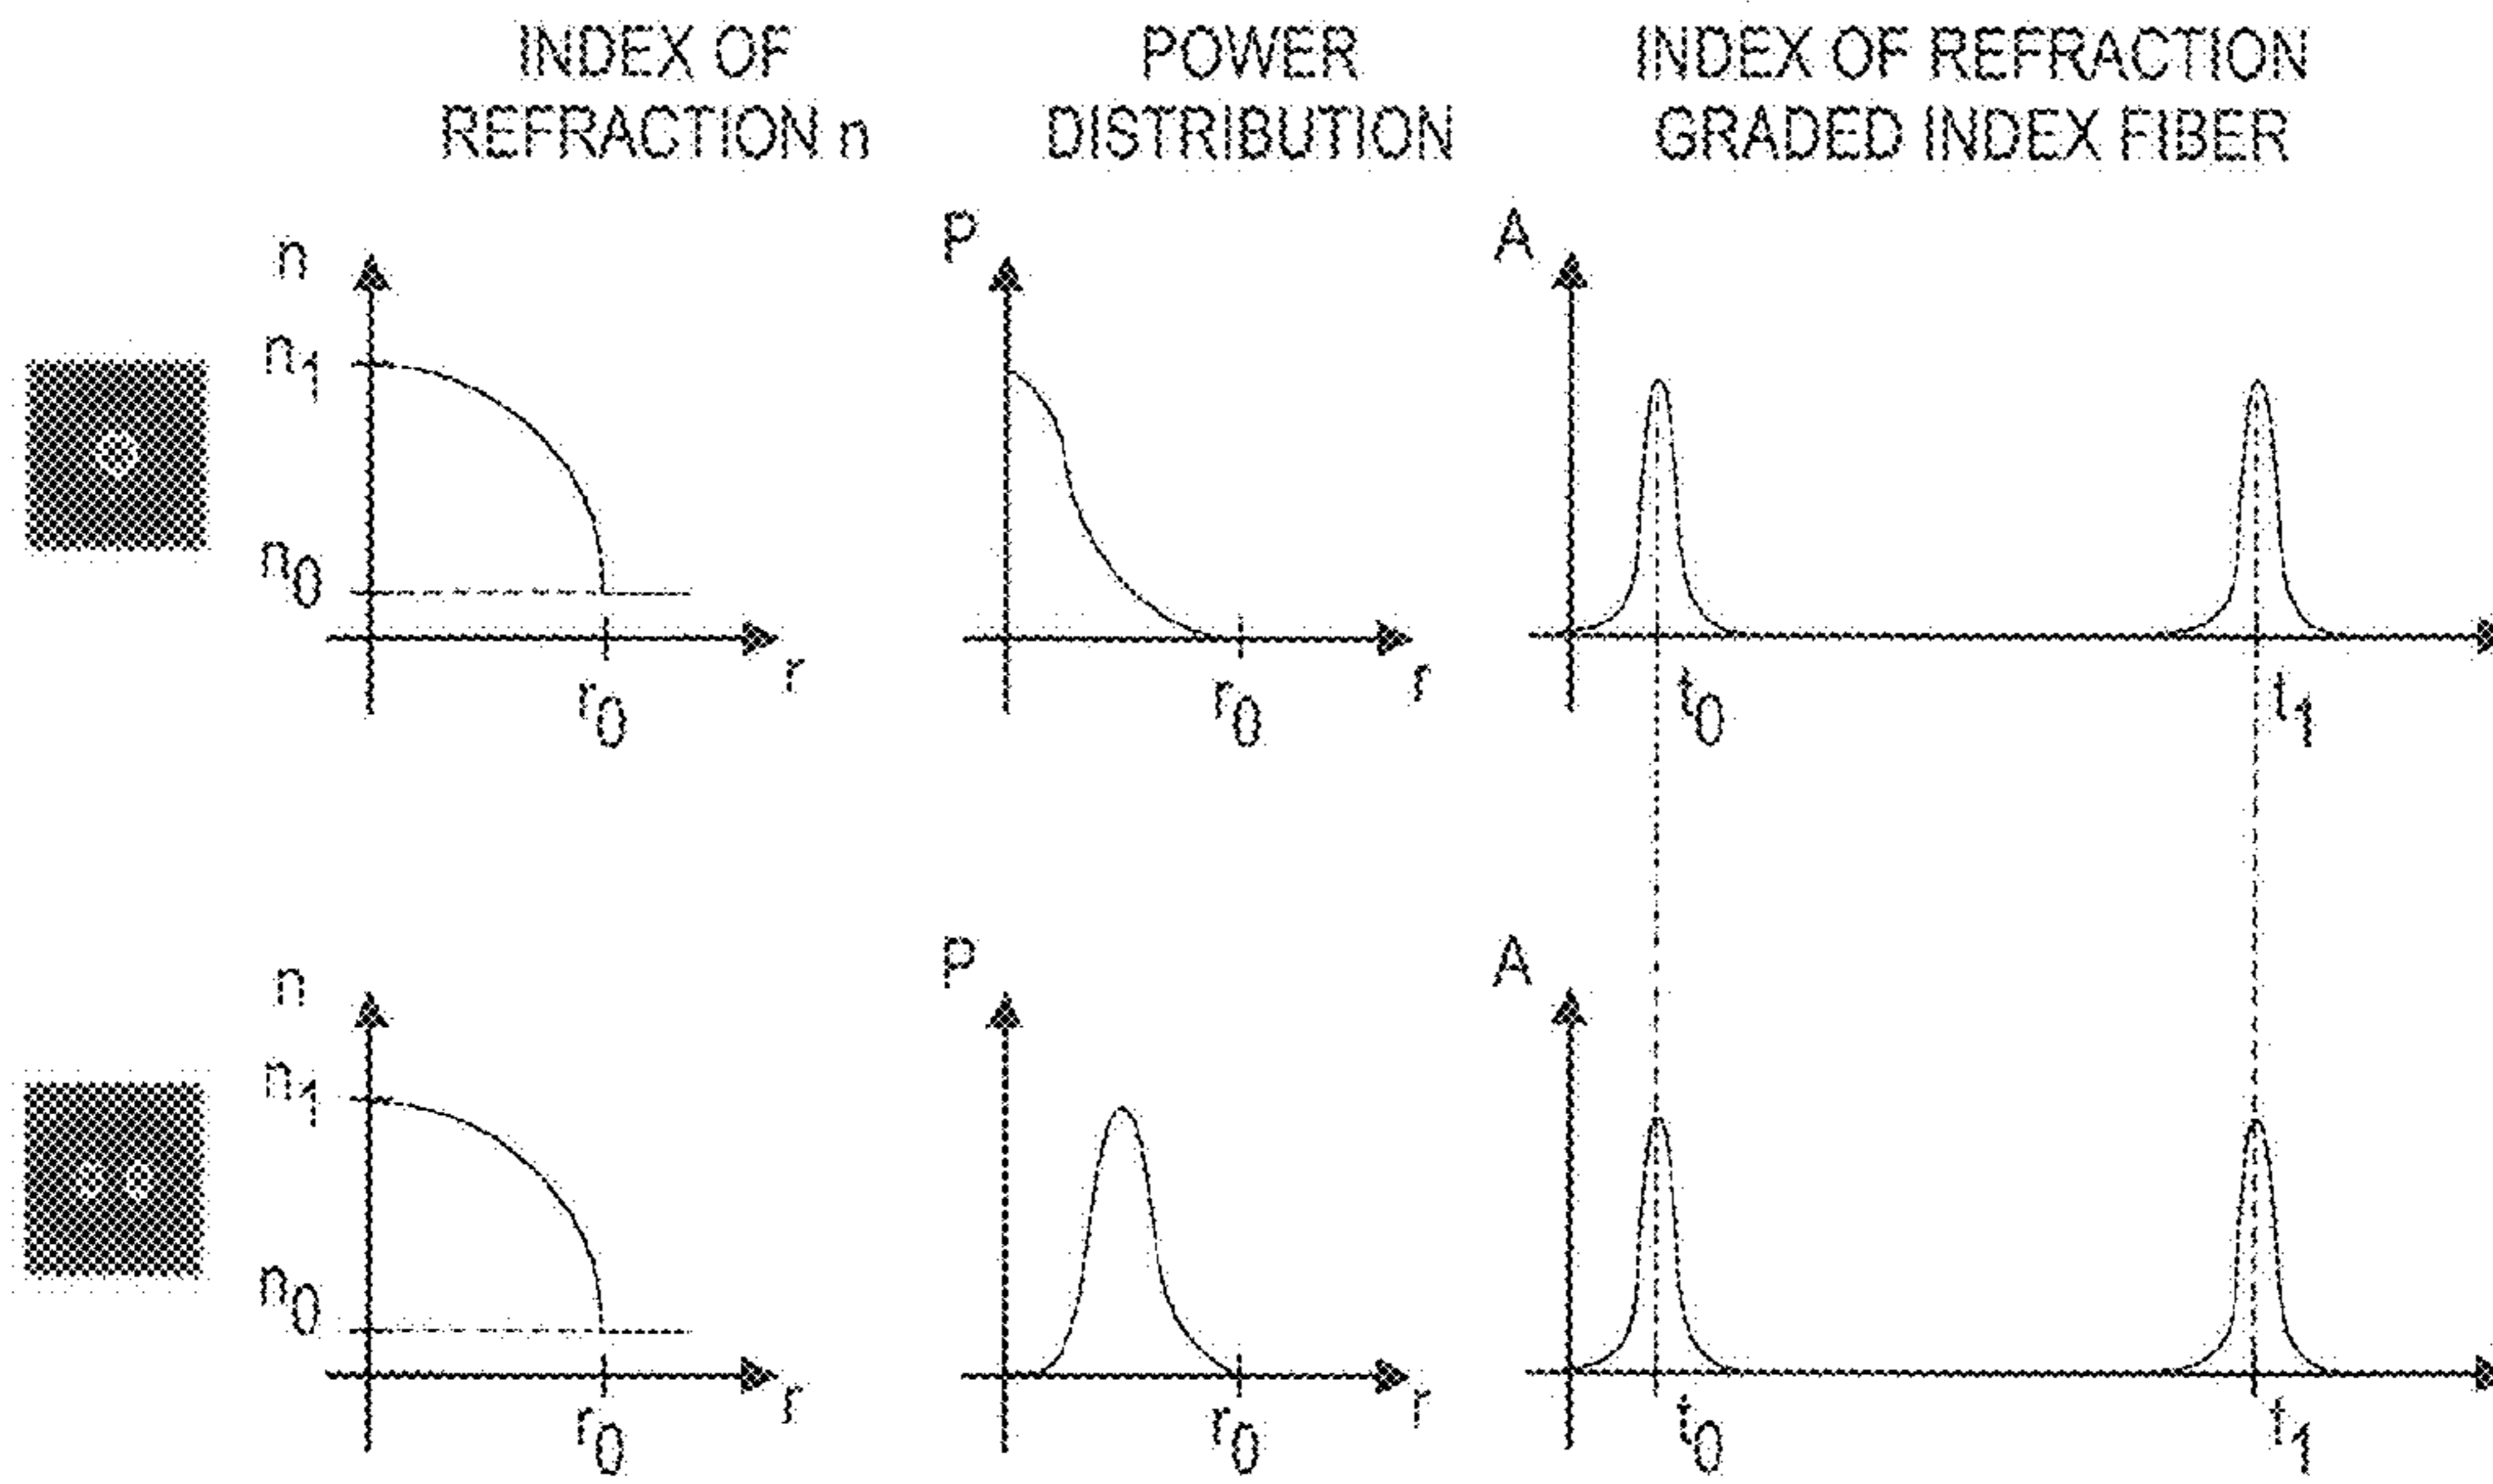 INDEX OF
REFRACTION n
POWER
DISTRIBUTION
INDEX OF REFRACTION
GRADED INDEX FIBER
n
n1
n0
r0
r
P
r0
r
A
t0
t1
n
n1
n0
r0
r
P
r0
r
A
t0
t1